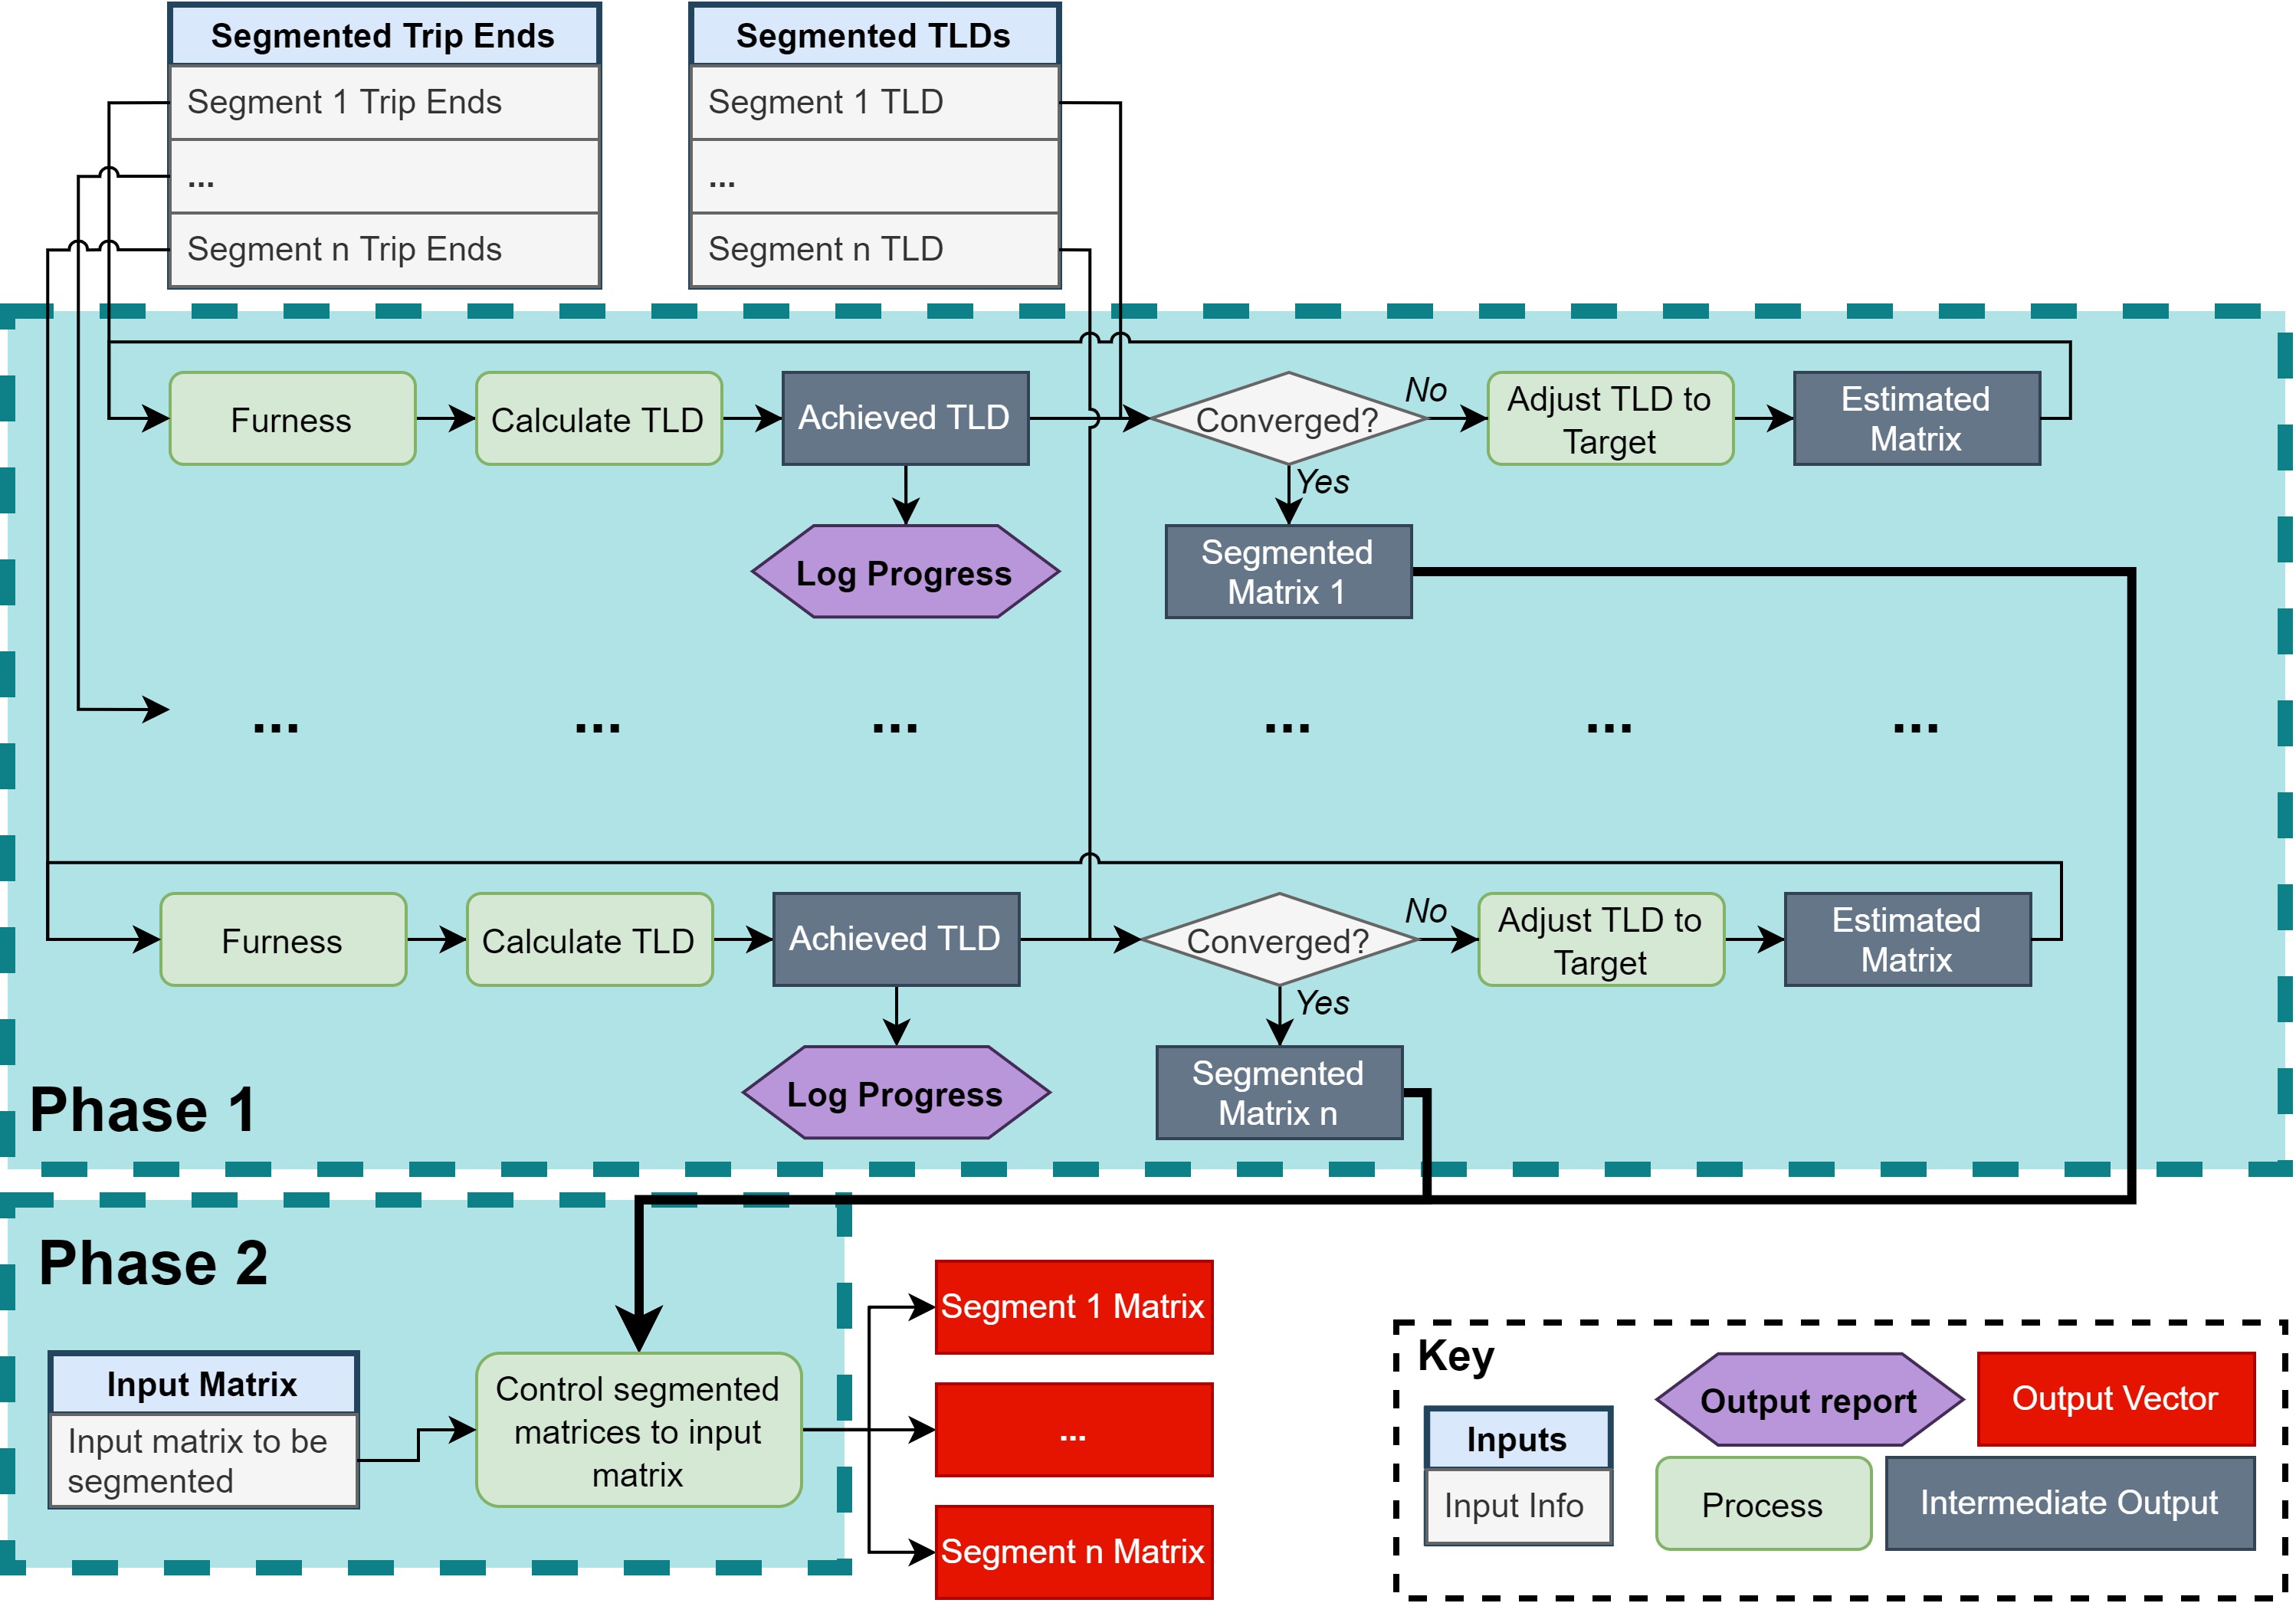 Segmented Trip Ends
Segment 1 Trip Ends
...
Segment n Trip Ends
Segmented TLDs
Segment 1 TLD
...
Segment n TLD
Furness
Calculate TLD
Achieved TLD
Converged?
No
Adjust TLD to
Target
Estimated
Matrix
Yes
Log Progress
Segmented
Matrix 1
... ... ... ... ... ...
Furness
Calculate TLD
Achieved TLD
Converged?
No
Adjust TLD to
Target
Estimated
Matrix
Yes
Log Progress
Segmented
Matrix n
Phase 1
Phase 2
Input Matrix
Input matrix to be
segmented
Control segmented
matrices to input
matrix
Segment 1 Matrix
...
Segment n Matrix
Key
Inputs
Input Info
Output report
Output Vector
Process
Intermediate Output